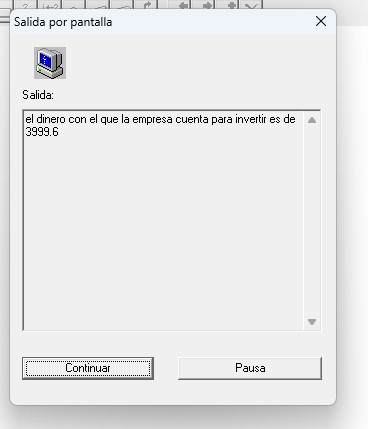 Salida por pantalla
Salida:
el dinero con el que la empresa cuenta para invertir es de
3999.6
Continuar
Pausa